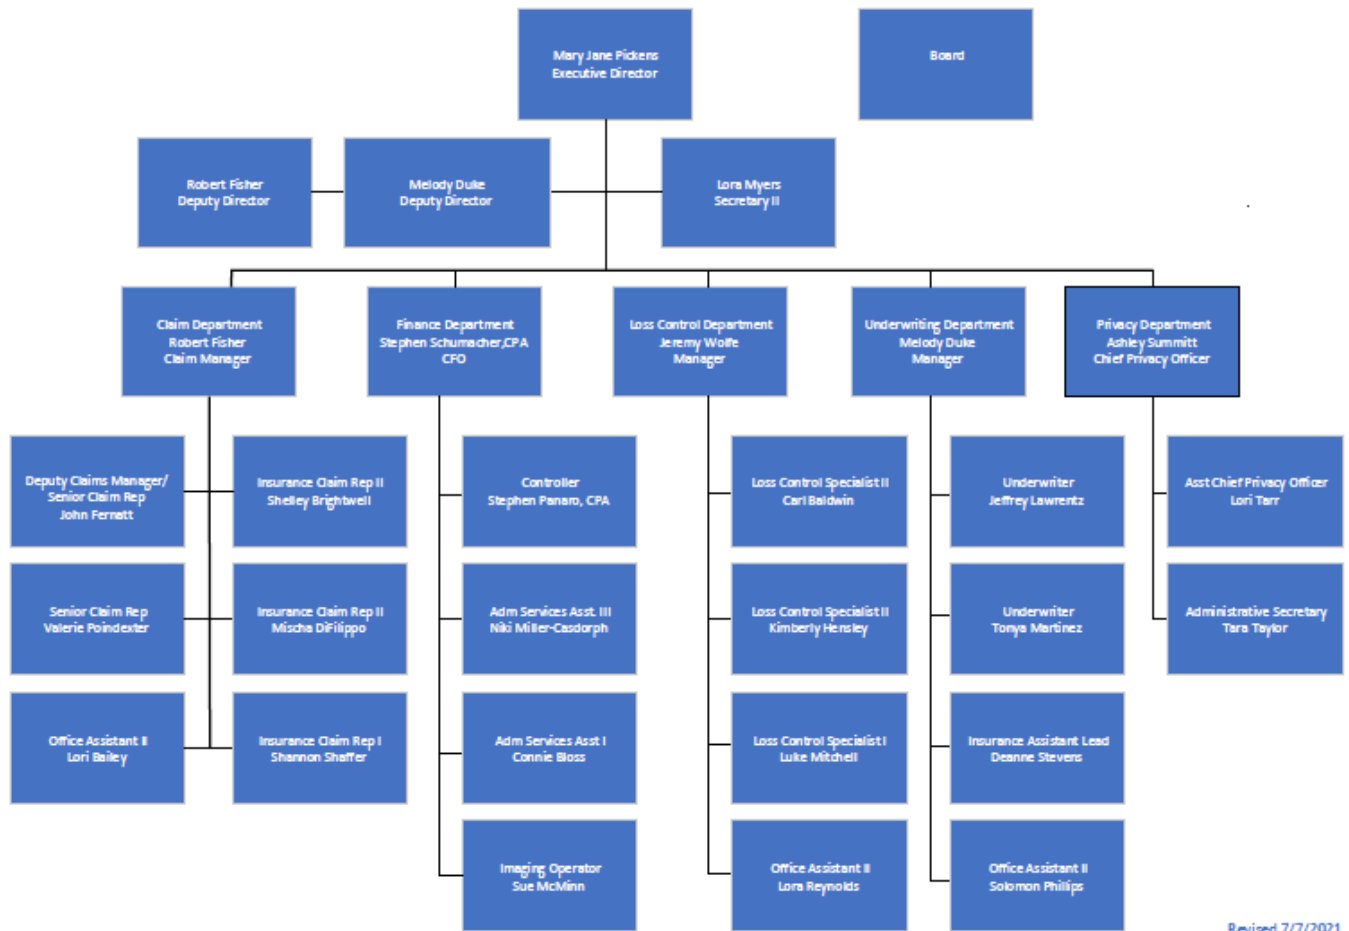 Mary Jane Pickens
Executive Director
Board
Robert Fisher
Deputy Director
Melody Duke
Deputy Director
Lora Myers
Secretary II
Claim Department
Robert Fisher
Claim Manager
Finance Department
Stephen Schumacher,CPA
CFO
Loss Control Department
Jeremy Wolfe
Manager
Underwriting Department
Melody Duke
Manager
Privacy Department
Ashley Summitt
Chief Privacy Officer
Deputy Claims Manager/
Senior Claim Rep
John Fernatt
Insurance Claim Rep II
Shelley Brightwell
Controller
Stephen Panaro, CPA
Loss Control Specialist II
Carl Baldwin
Underwriter
Jeffrey Lawrentz
Asst Chief Privacy Officer
Lori Tarr
Senior Claim Rep
Valerie Poindexter
Insurance Claim Rep II
Mischa DiFilippo
Adm Services Asst. III
Niki Miller-Casdorph
Loss Control Specialist II
Kimberly Hensley
Underwriter
Tonya Martinez
Administrative Secretary
Tara Taylor
Office Assistant II
Lori Bailey
Insurance Claim Rep I
Shannon Shaffer
Adm Services Asst I
Connie Bloss
Loss Control Specialist I
Luke Mitchell
Insurance Assistant Lead
Deanne Stevens
Imaging Operator
Sue McMinn
Office Assistant II
Lora Reynolds
Office Assistant II
Solomon Phillips
Revised 7/7/2021